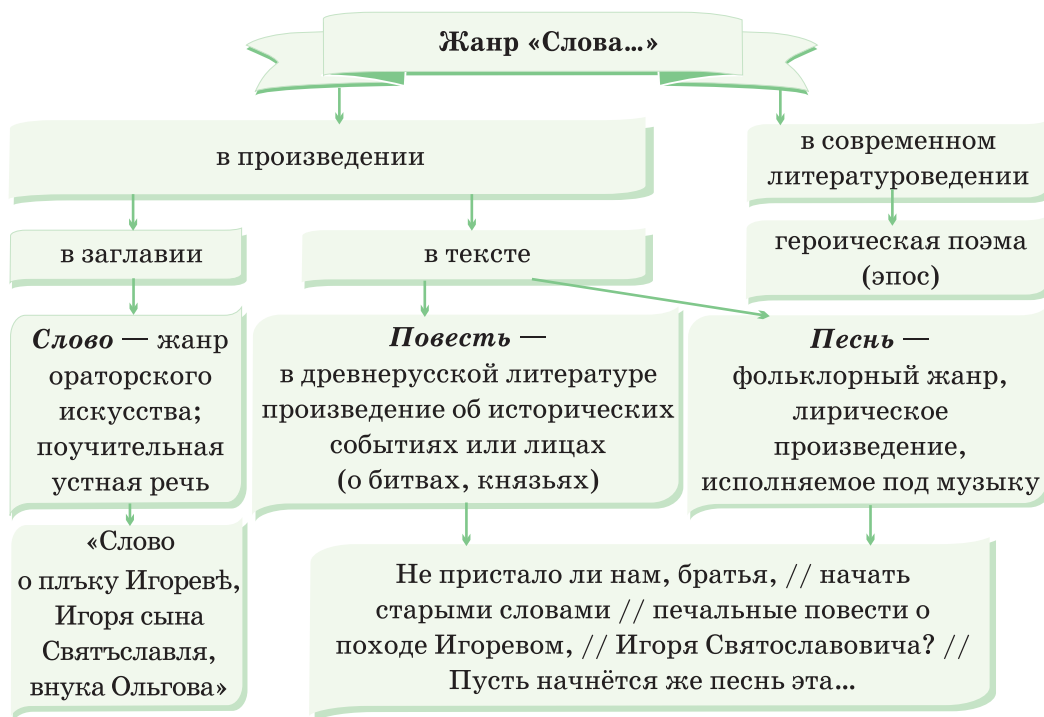 Жанр «Слова…»
в произведении
в современном
литературоведении
в заглавии
в тексте
героическая поэма
(эпос)
Слово — жанр
ораторского
искусства;
поучительная
устная речь
Повесть —
в древнерусской литературе
произведение об исторических
событиях или лицах
(о битвах, князьях)
Песнь —
фольклорный жанр,
лирическое
произведение,
исполняемое под музыку
«Слово
о плъку Игоревѣ,
Игоря сына
Святъславля,
внука Ольгова»
Не пристало ли нам, братья, // начать
старыми словами // печальные повести о
походе Игоревом, // Игоря Святославовича? //
Пусть начнётся же песнь эта…